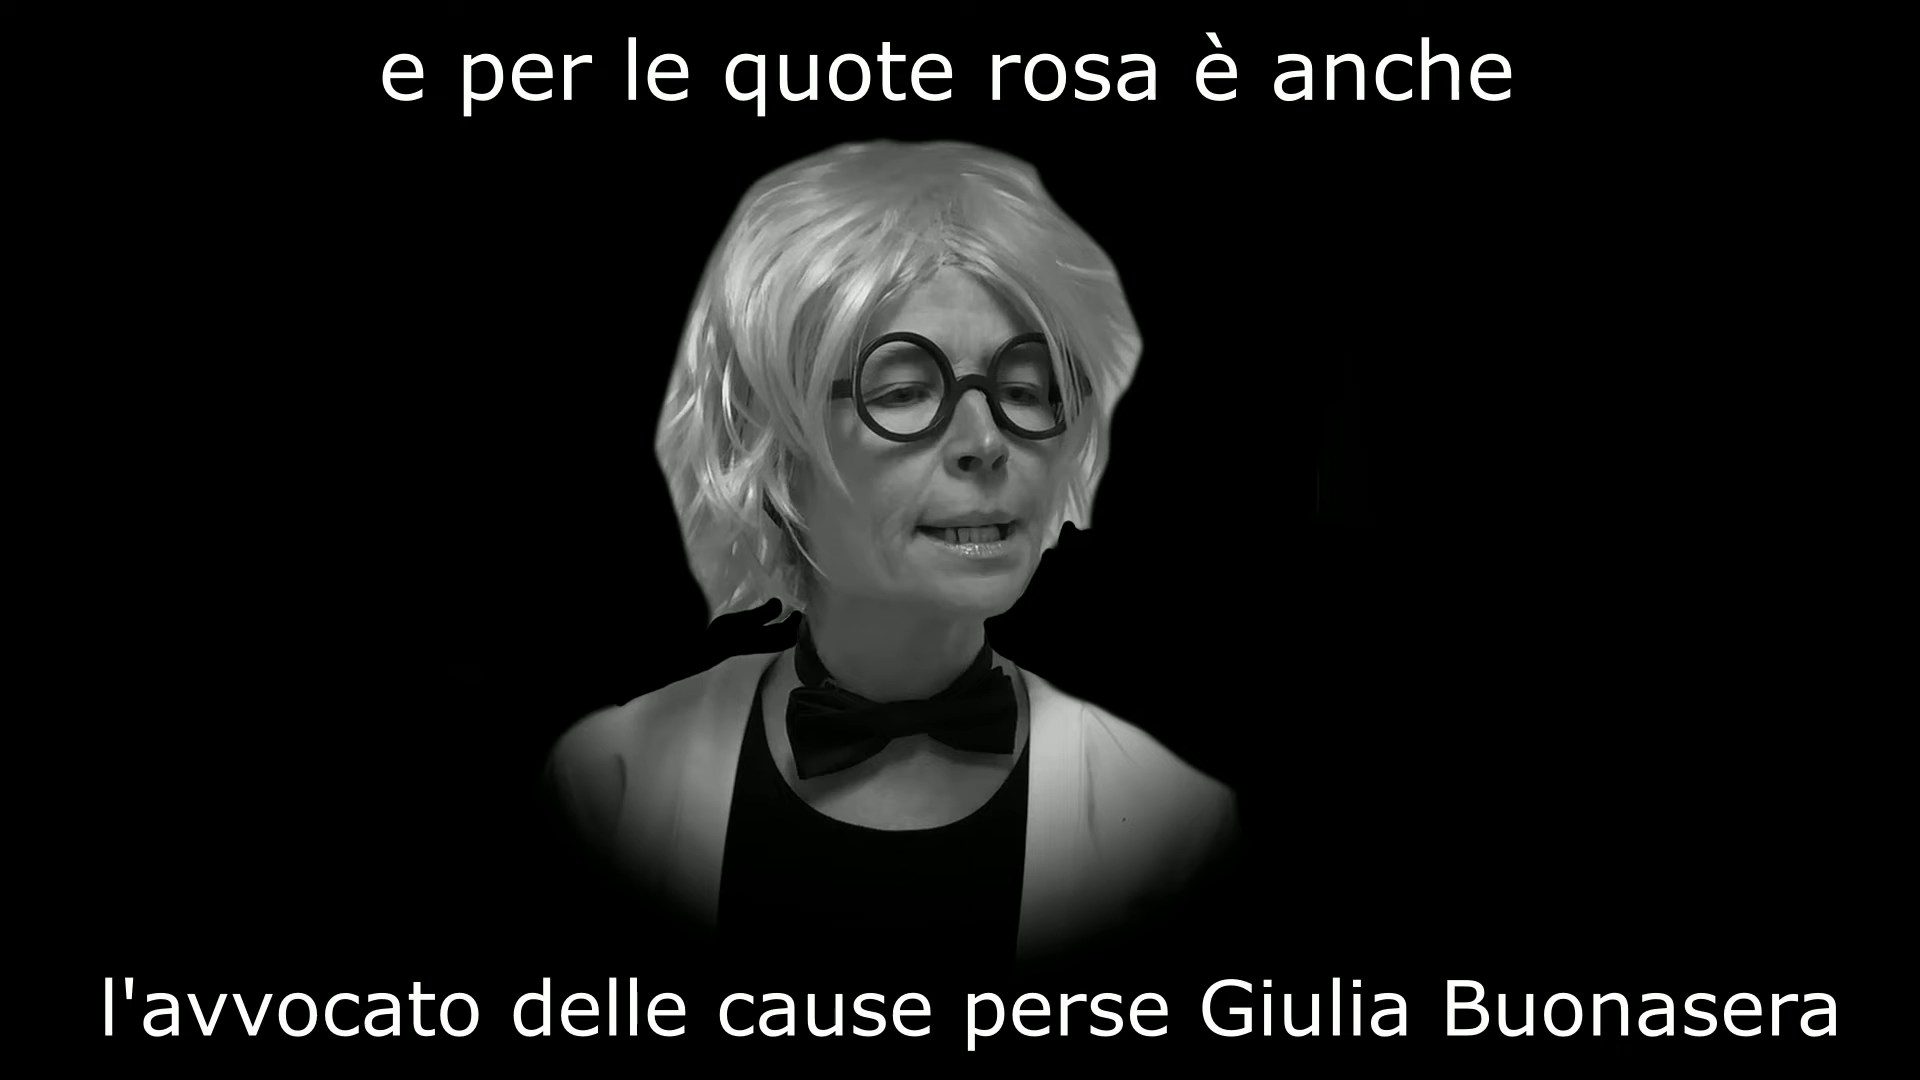 e per le quote rosa è anche
l'avvocato delle cause perse Giulia Buonasera